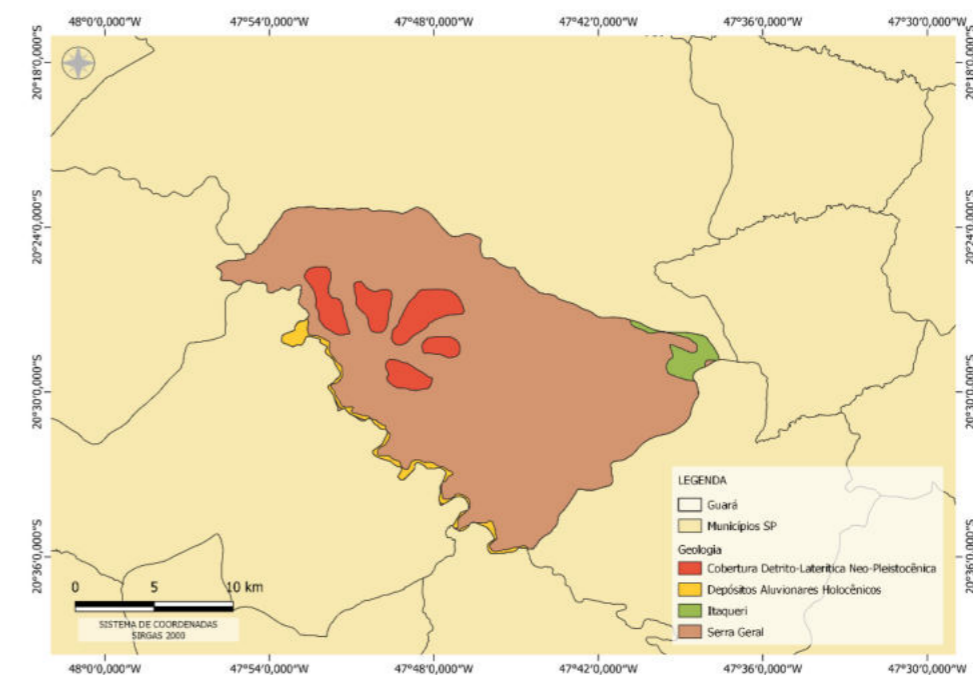 48°0'0,000"W 47°54'0,000"W 47°48'0,000"W 47°42'0,000"W 47°36'0,000"W 47°30'0,000"W
20°18'0,000"S 20°18'0,000"S
20°24'0,000"S 20°24'0,000"S
20°30'0,000"S 20°30'0,000"S
20°36'0,000"S 20°36'0,000"S
LEGENDA
Guará
Municípios SP
Geologia
Cobertura Detrito-Laterítica Neo-Pleistocênica
Depósitos Aluvionares Holocênicos
Itaqueri
Serra Geral
0 5 10 km
SISTEMA DE COORDENADAS
SIRGAS 2000
48°0'0,000"W 47°54'0,000"W 47°48'0,000"W 47°42'0,000"W 47°36'0,000"W 47°30'0,000"W